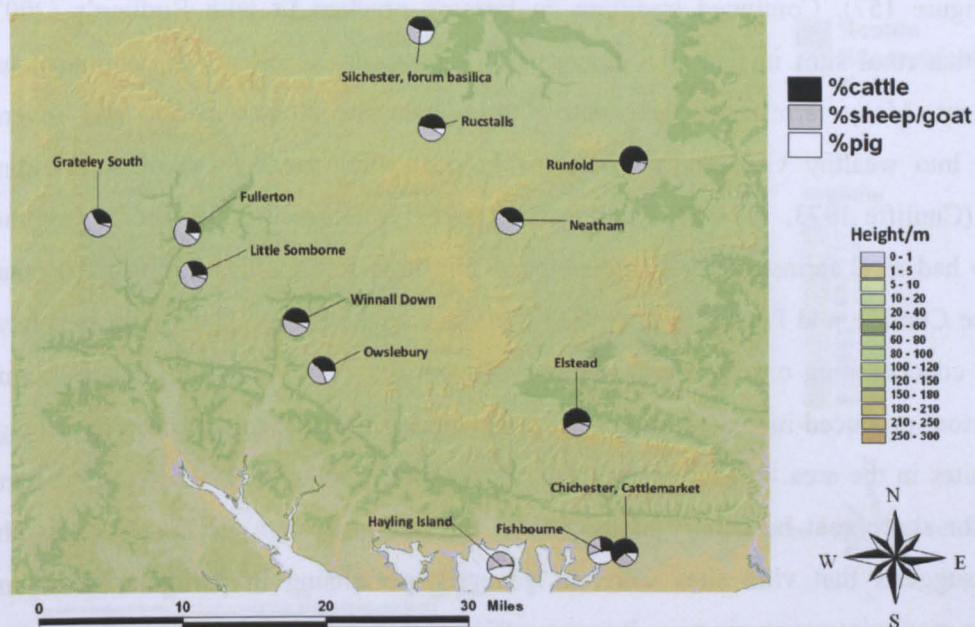 Silchester, forum basilica
Rucstalls
Grateley South
Runfold
Fullerton
Neatham
Little Somborne
Winnall Down
Owslebury
Elstead
Chichester, Cattlemarket
Hayling Island
Fishbourne
0 10 20 30 Miles
%cattle
%sheep/goat
%pig
Height/m
0 - 1
1 - 5
5 - 10
10 - 20
20 - 40
40 - 60
60 - 80
80 - 100
100 - 120
120 - 150
150 - 180
180 - 210
210 - 250
250 - 300
N
W E
S